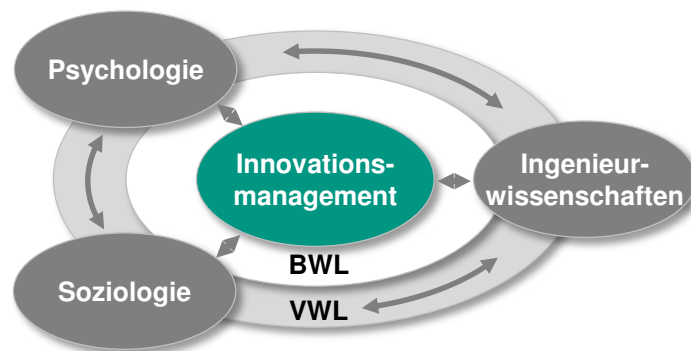 Psychologie
Innovations-
management
Ingenieur-
wissenschaften
Soziologie
BWL
VWL